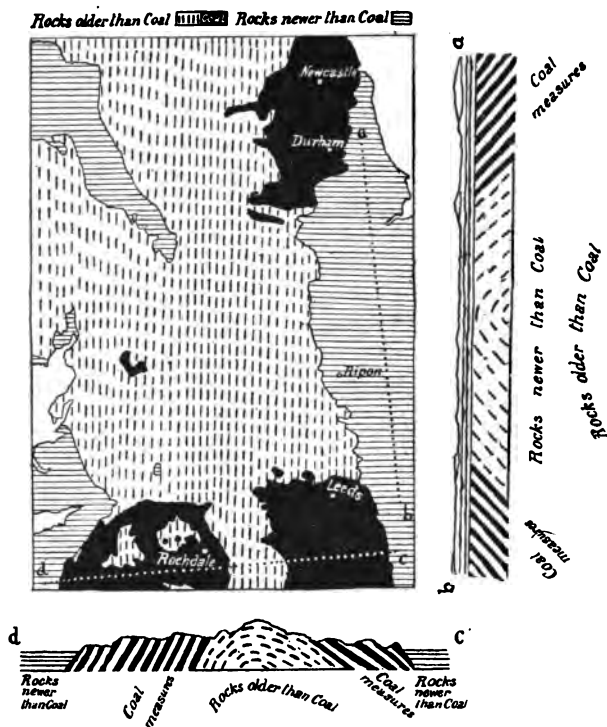 Rocks older than Coal
Rocks newer than Coal
Newcastle
a
Durham
Ripon
Leeds
b
Rochdale
d
c
a
Coal
measures
Rocks newer than Coal
Rocks older than Coal
Coal
measures
b
d
c
Rocks
newer
than Coal
Coal
measures
Rocks older than Coal
Coal
measures
Rocks
newer
than Coal